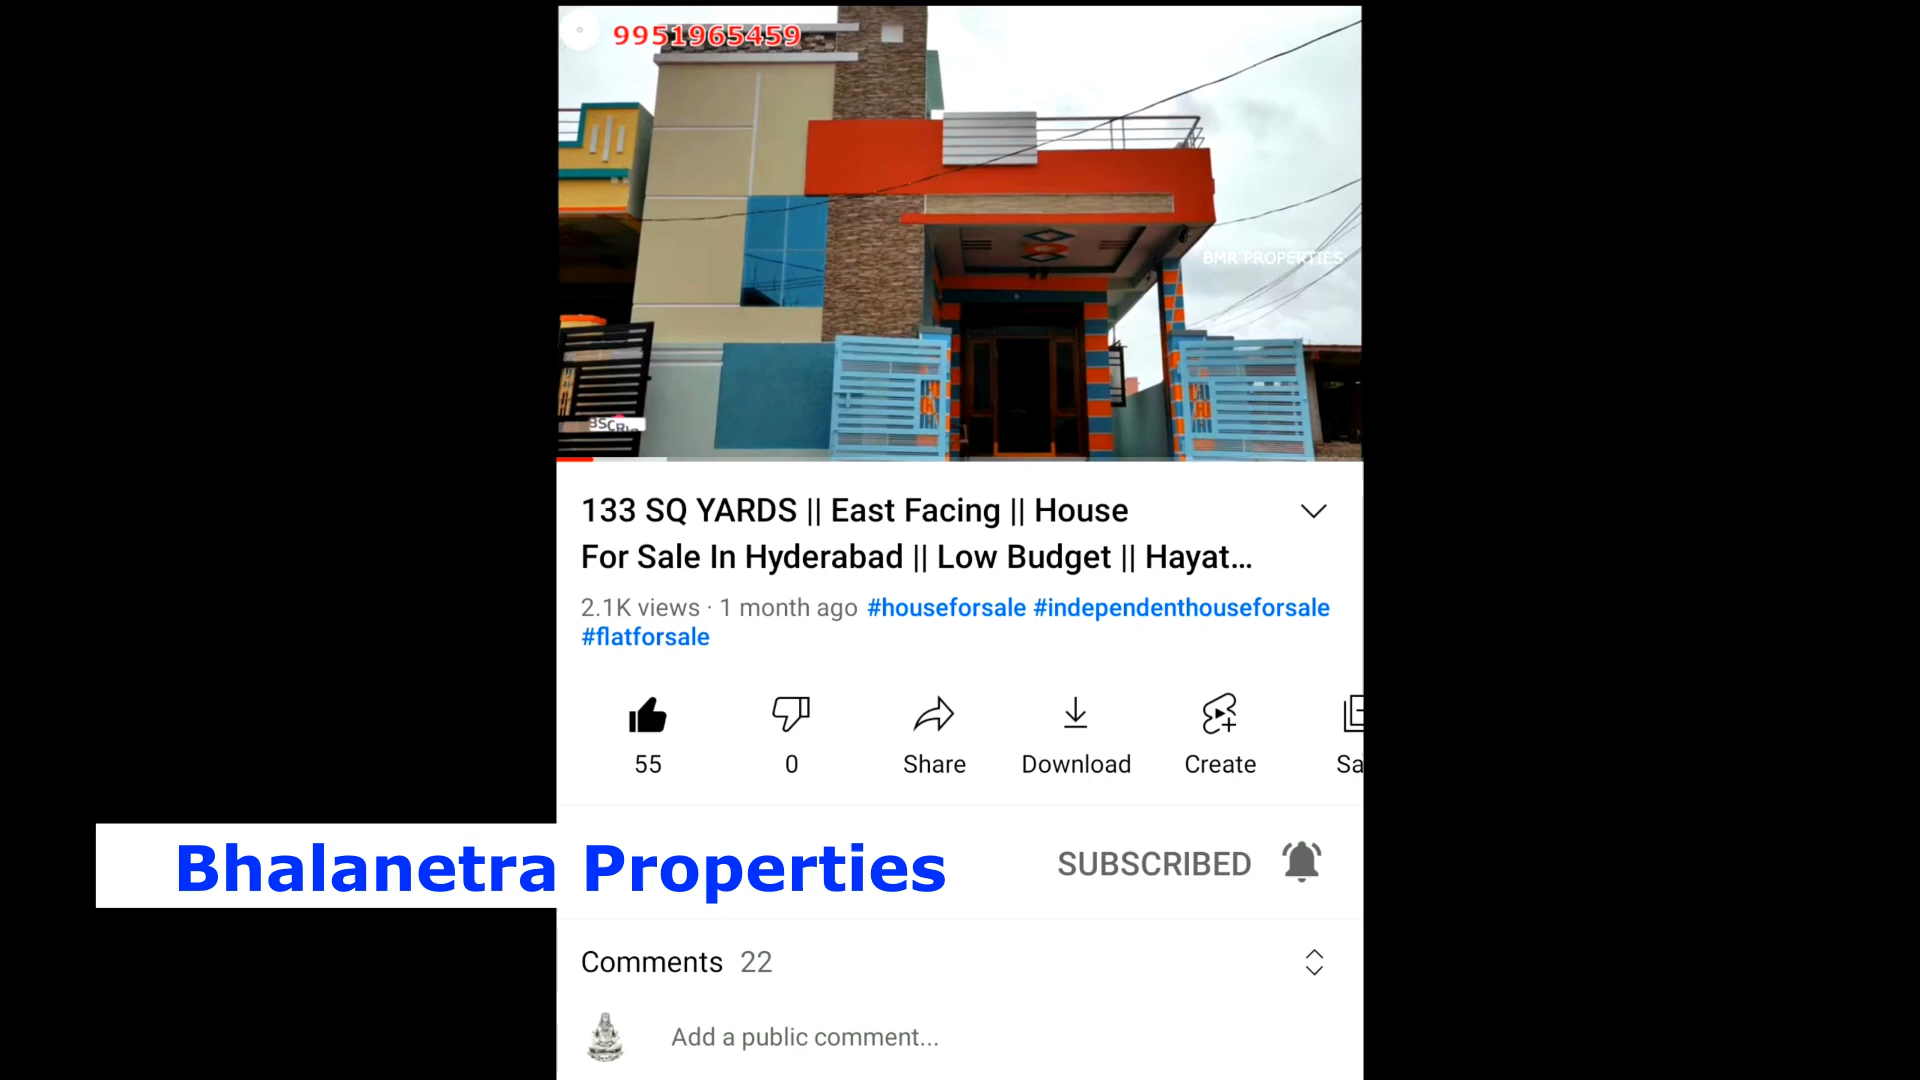 9951965459
BMR PROPERTIES
133 SQ YARDS || East Facing || House
For Sale In Hyderabad || Low Budget || Hayat...
2.1K views · 1 month ago #houseforsale #independenthouseforsale
#flatforsale
55
0
Share
Download
Create
Sa
Bhalanetra Properties
SUBSCRIBED
Comments 22
Add a public comment...